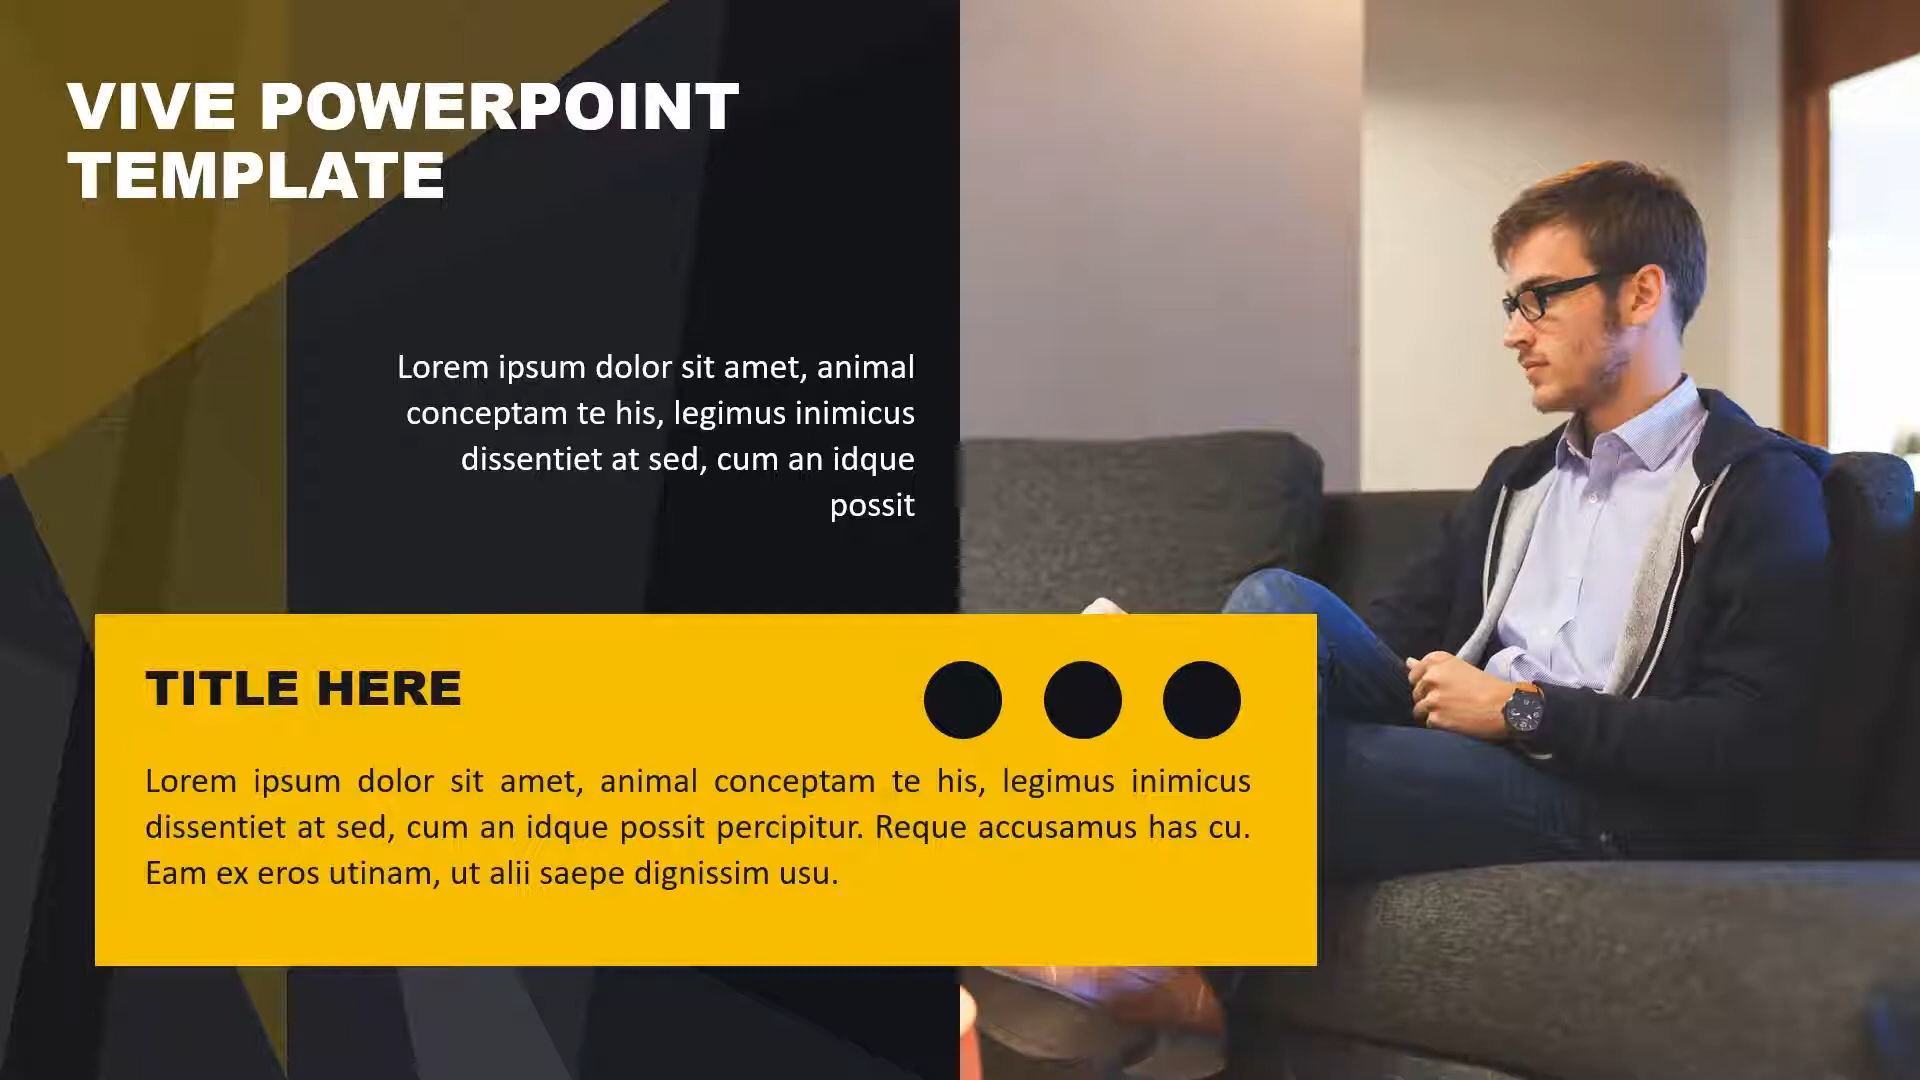 VIVE POWERPOINT
TEMPLATE
Lorem ipsum dolor sit amet, animal
conceptam te his, legimus inimicus
dissentiet at sed, cum an idque
possit
TITLE HERE
Lorem ipsum dolor sit amet, animal conceptam te his, legimus inimicus
dissentiet at sed, cum an idque possit percipitur. Reque accusamus has cu.
Eam ex eros utinam, ut alii saepe dignissim usu.